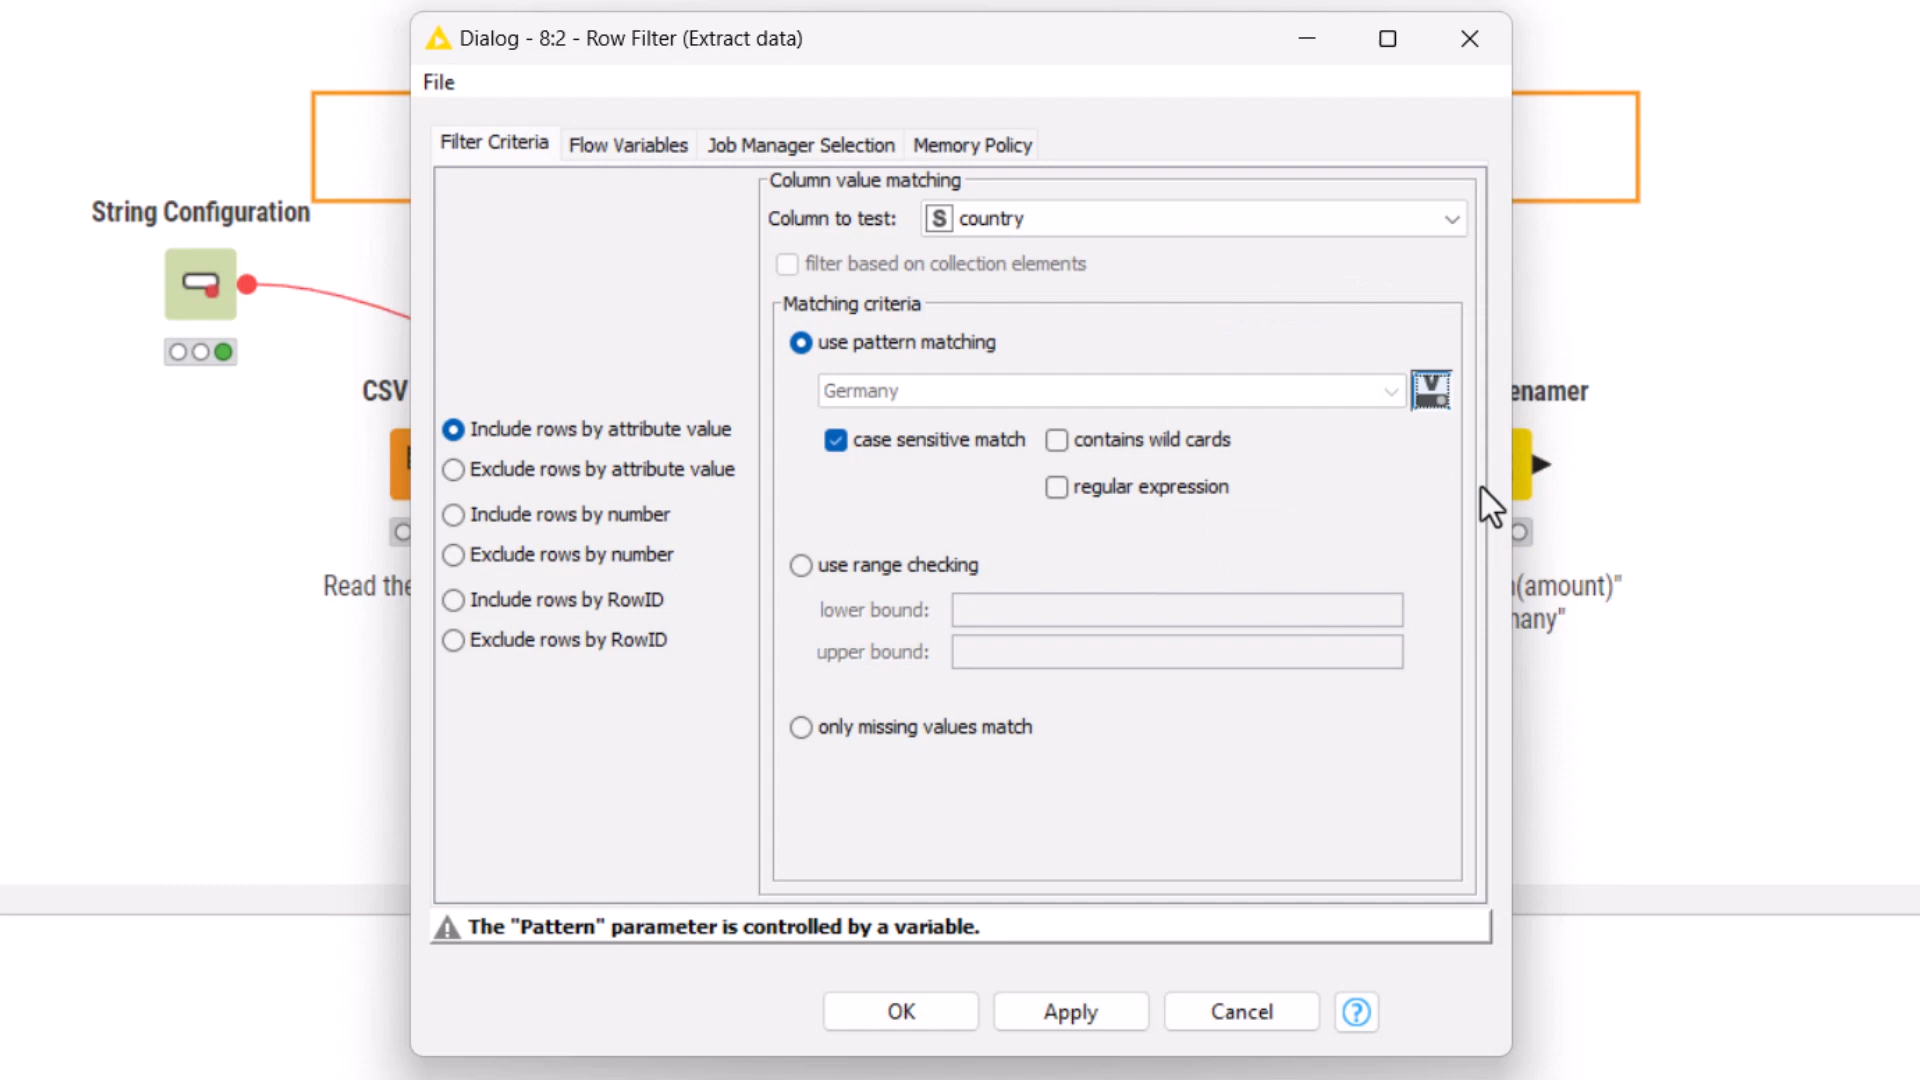 Dialog - 8:2 - Row Filter (Extract data)
File
Filter Criteria
Flow Variables
Job Manager Selection
Memory Policy
Column value matching
Column to test:
S
country
filter based on collection elements
Matching criteria
use pattern matching
Germany
V
case sensitive match
contains wild cards
regular expression
Include rows by attribute value
Exclude rows by attribute value
Include rows by number
Exclude rows by number
Include rows by RowID
Exclude rows by RowID
use range checking
lower bound:
upper bound:
only missing values match
The "Pattern" parameter is controlled by a variable.
OK
Apply
Cancel
?
String Configuration
CSV
Read the
enamer
(amount)"
any"